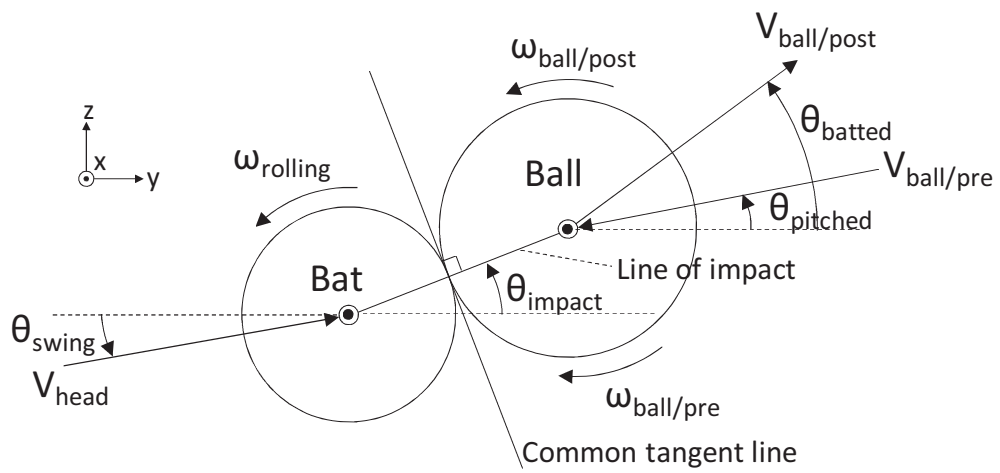 V_ball/post
ω_ball/post
θ_batted
z
x
y
ω_rolling
Ball
V_ball/pre
θ_pitched
Line of impact
Bat
θ_impact
θ_swing
V_head
ω_ball/pre
Common tangent line